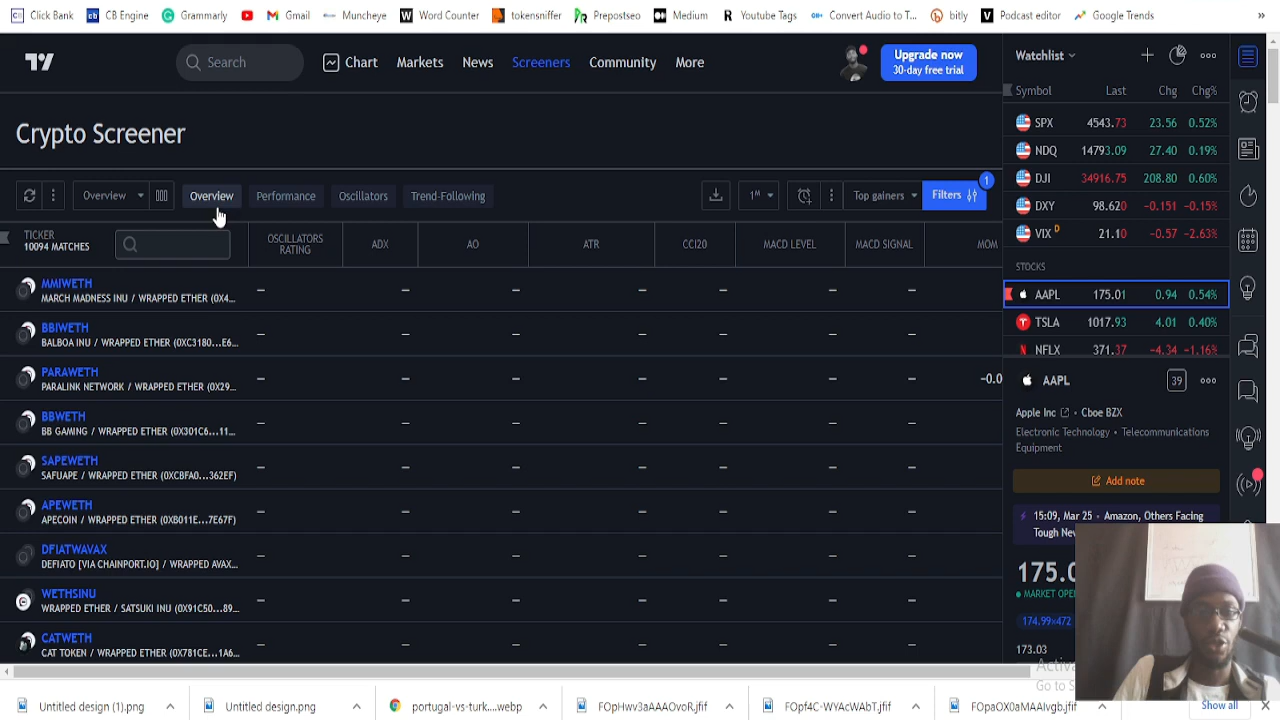 Click Bank CB Engine Grammarly Gmail Muncheye Word Counter tokensniffer Prepostseo Medium Youtube Tags Convert Audio to T... bitly Podcast editor Google Trends »
Search Chart Markets News Screeners Community More Upgrade now
30-day free trial
Crypto Screener
Overview Overview Performance Oscillators Trend-Following 1M Top gainers Filters 1
TICKER
10094 MATCHES
OSCILLATORS
RATING
ADX AO ATR CCI20 MACD LEVEL MACD SIGNAL MOM
MMIWETH — — — — — — —
MARCH MADNESS INU / WRAPPED ETHER (0X4...
BBIWETH — — — — — — —
BALBOA INU / WRAPPED ETHER (0XC3180...E6...
PARAWETH — — — — — — — −0.0
PARALINK NETWORK / WRAPPED ETHER (0X29...
BBWETH — — — — — — —
BB GAMING / WRAPPED ETHER (0X301C6...11...
SAPEWETH — — — — — — —
SAFUAPE / WRAPPED ETHER (0XCBFA0...362EF)
APEWETH — — — — — — —
APECOIN / WRAPPED ETHER (0XB011E...7E67F)
DFIATWAVAX — — — — — — —
DEFIATO [VIA CHAINPORT.IO] / WRAPPED AVAX...
WETHSINU — — — — — — —
WRAPPED ETHER / SATSUKI INU (0X91C50...89...
CATWETH — — — — — — —
CAT TOKEN / WRAPPED ETHER (0X781CE...1A6...
Watchlist
Symbol Last Chg Chg%
SPX 4543.73 23.56 0.52%
NDQ 14793.09 27.40 0.19%
DJI 34916.75 208.80 0.60%
DXY 98.620 −0.151 −0.15%
VIX D 21.10 −0.57 −2.63%
STOCKS
AAPL 175.01 0.94 0.54%
TSLA 1017.93 4.01 0.40%
NFLX 371.37 −4.34 −1.16%
AAPL 39
Apple Inc • Cboe BZX
Electronic Technology • Telecommunications
Equipment
Add note
15:09, Mar 25 • Amazon, Others Facing
Tough
175.0
MARKET OPEN
174.99×472
173.03
Go to
Untitled design (1).png Untitled design.png portugal-vs-turk....webp FOpHwv3aAAAOvoR.jfif FOpf4C-WYAcWAbT.jfif FOpaOX0aMAAIvgb.jfif Show all